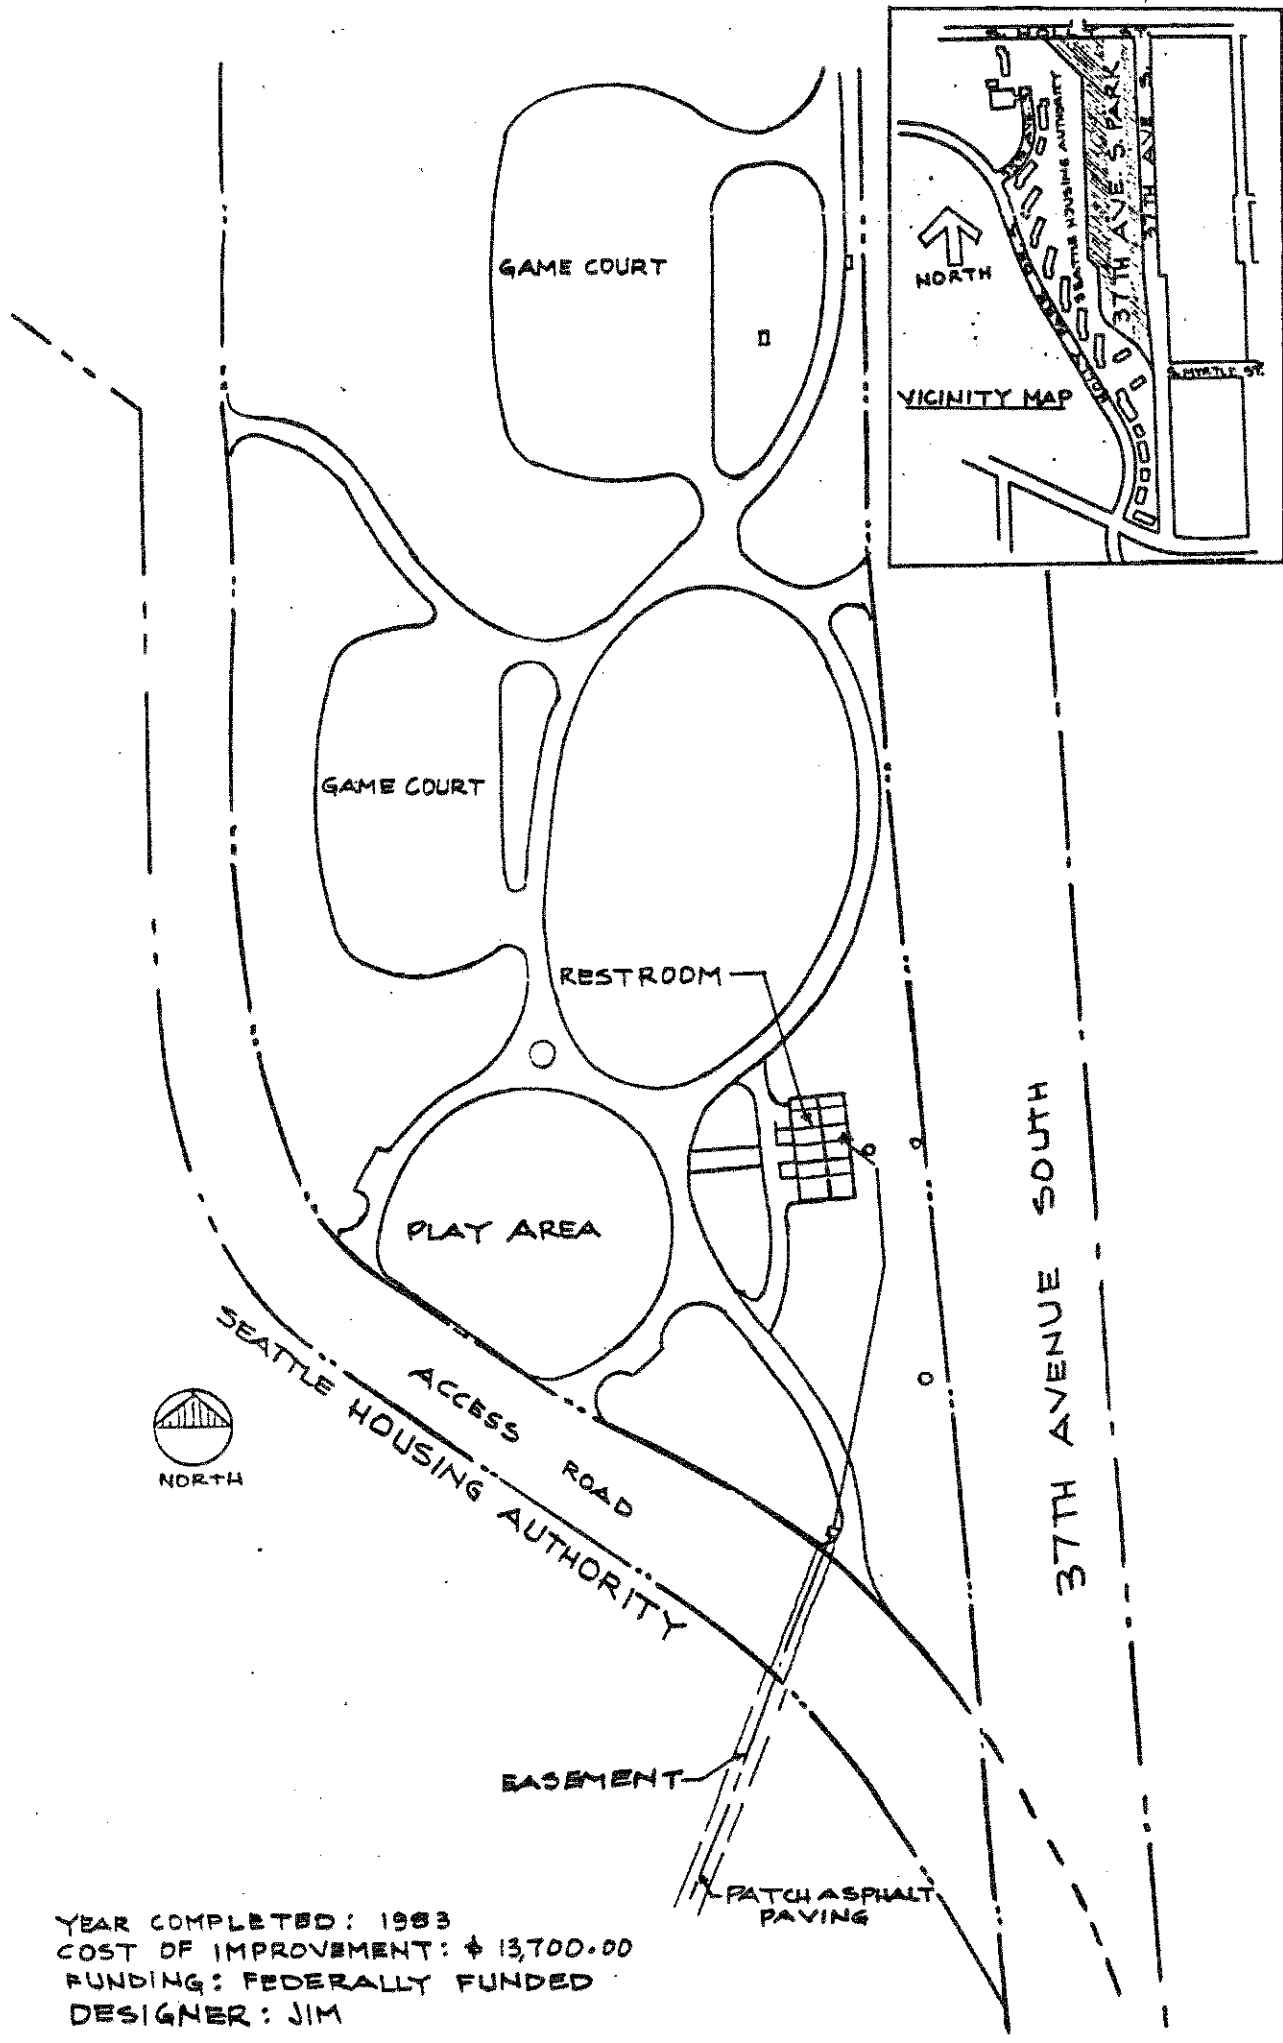 S. HOLLY ST.
SEATTLE HOUSING AUTHORITY
37TH AVE. S. PARK
37TH AVE S.
NORTH
S. MYRTLE ST.
VICINITY MAP
GAME COURT
GAME COURT
RESTROOM
PLAY AREA
37TH AVENUE SOUTH
ACCESS ROAD
SEATTLE HOUSING AUTHORITY
NORTH
EASEMENT
PATCH ASPHALT
PAVING
YEAR COMPLETED: 1983
COST OF IMPROVEMENT: $ 13,700.00
FUNDING: FEDERALLY FUNDED
DESIGNER: JIM